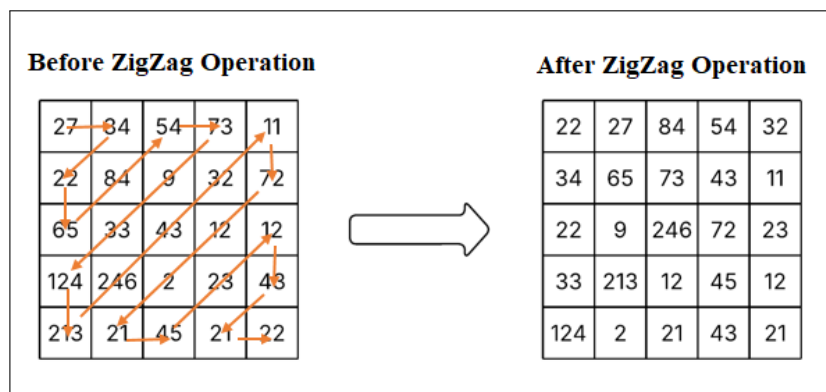 Before ZigZag Operation
After ZigZag Operation
27 34 54 73 11
22 84 9 32 72
65 33 43 12 12
124 246 2 23 43
213 21 45 21 22
22 27 84 54 32
34 65 73 43 11
22 9 246 72 23
33 213 12 45 12
124 2 21 43 21